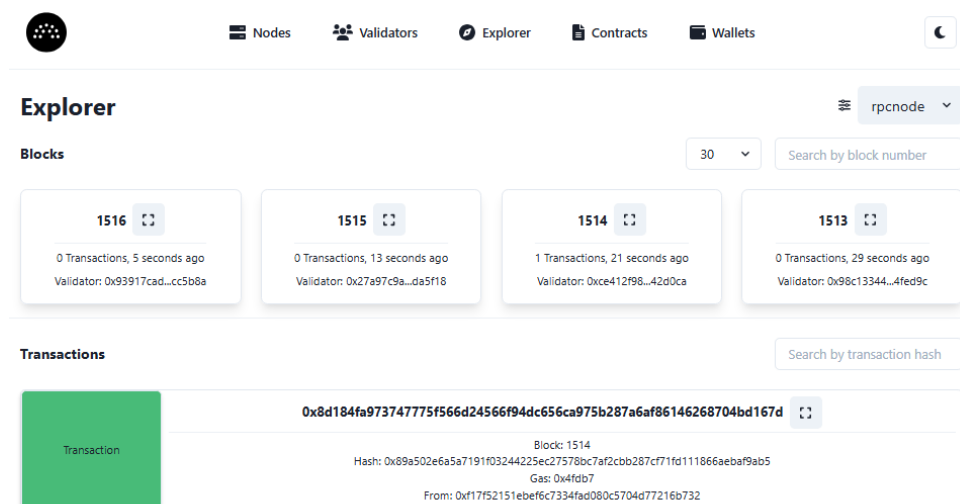 Nodes Validators Explorer Contracts Wallets
Explorer
rpcnode
Blocks
30
Search by block number
1516 1515 1514 1513
0 Transactions, 5 seconds ago 0 Transactions, 13 seconds ago 1 Transactions, 21 seconds ago 0 Transactions, 29 seconds ago
Validator: 0x93917cad...cc5b8a Validator: 0x27a97c9a...da5f18 Validator: 0xce412f98...42d0ca Validator: 0x98c13344...4fed9c
Transactions
Search by transaction hash
Transaction
0x8d184fa973747775f566d24566f94dc656ca975b287a6af86146268704bd167d
Block: 1514
Hash: 0x89a502e6a5a7191f03244225ec27578bc7af2cbb287cf71fd111866aebaf9ab5
Gas: 0x4fdb7
From: 0xf17f52151ebef6c7334fad080c5704d77216b732